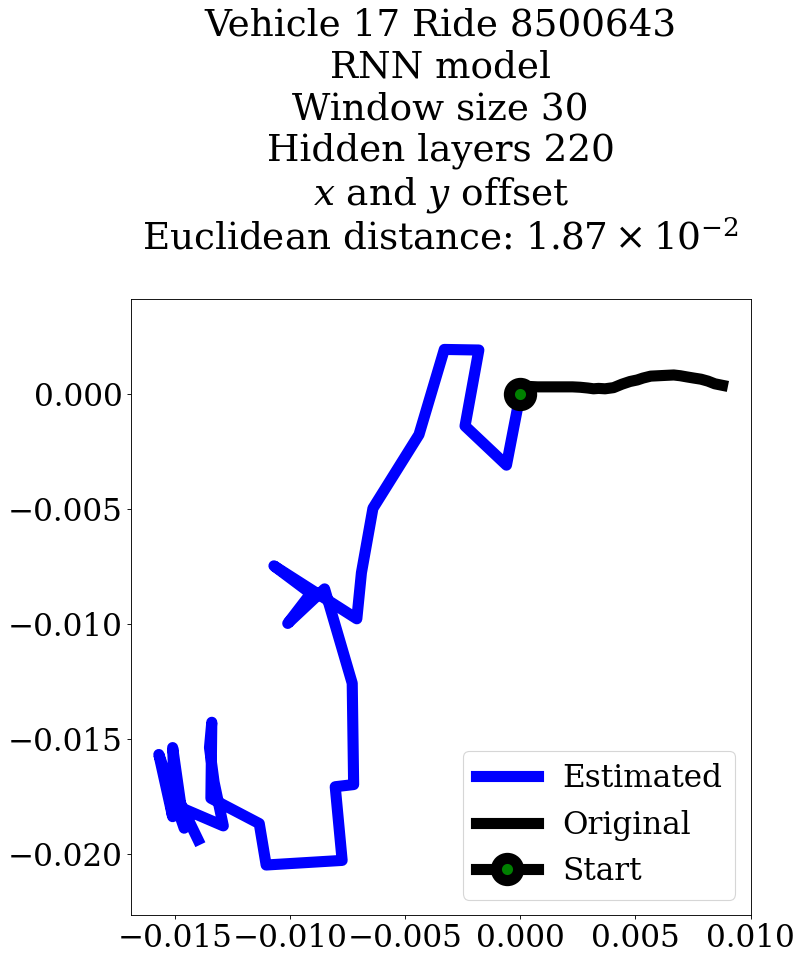 Vehicle 17 Ride 8500643
RNN model
Window size 30
Hidden layers 220
x and y offset
Euclidean distance: 1.87 × 10⁻²
0.000
−0.005
−0.010
−0.015
−0.020
Estimated
Original
Start
−0.015 −0.010 −0.005 0.000 0.005 0.010